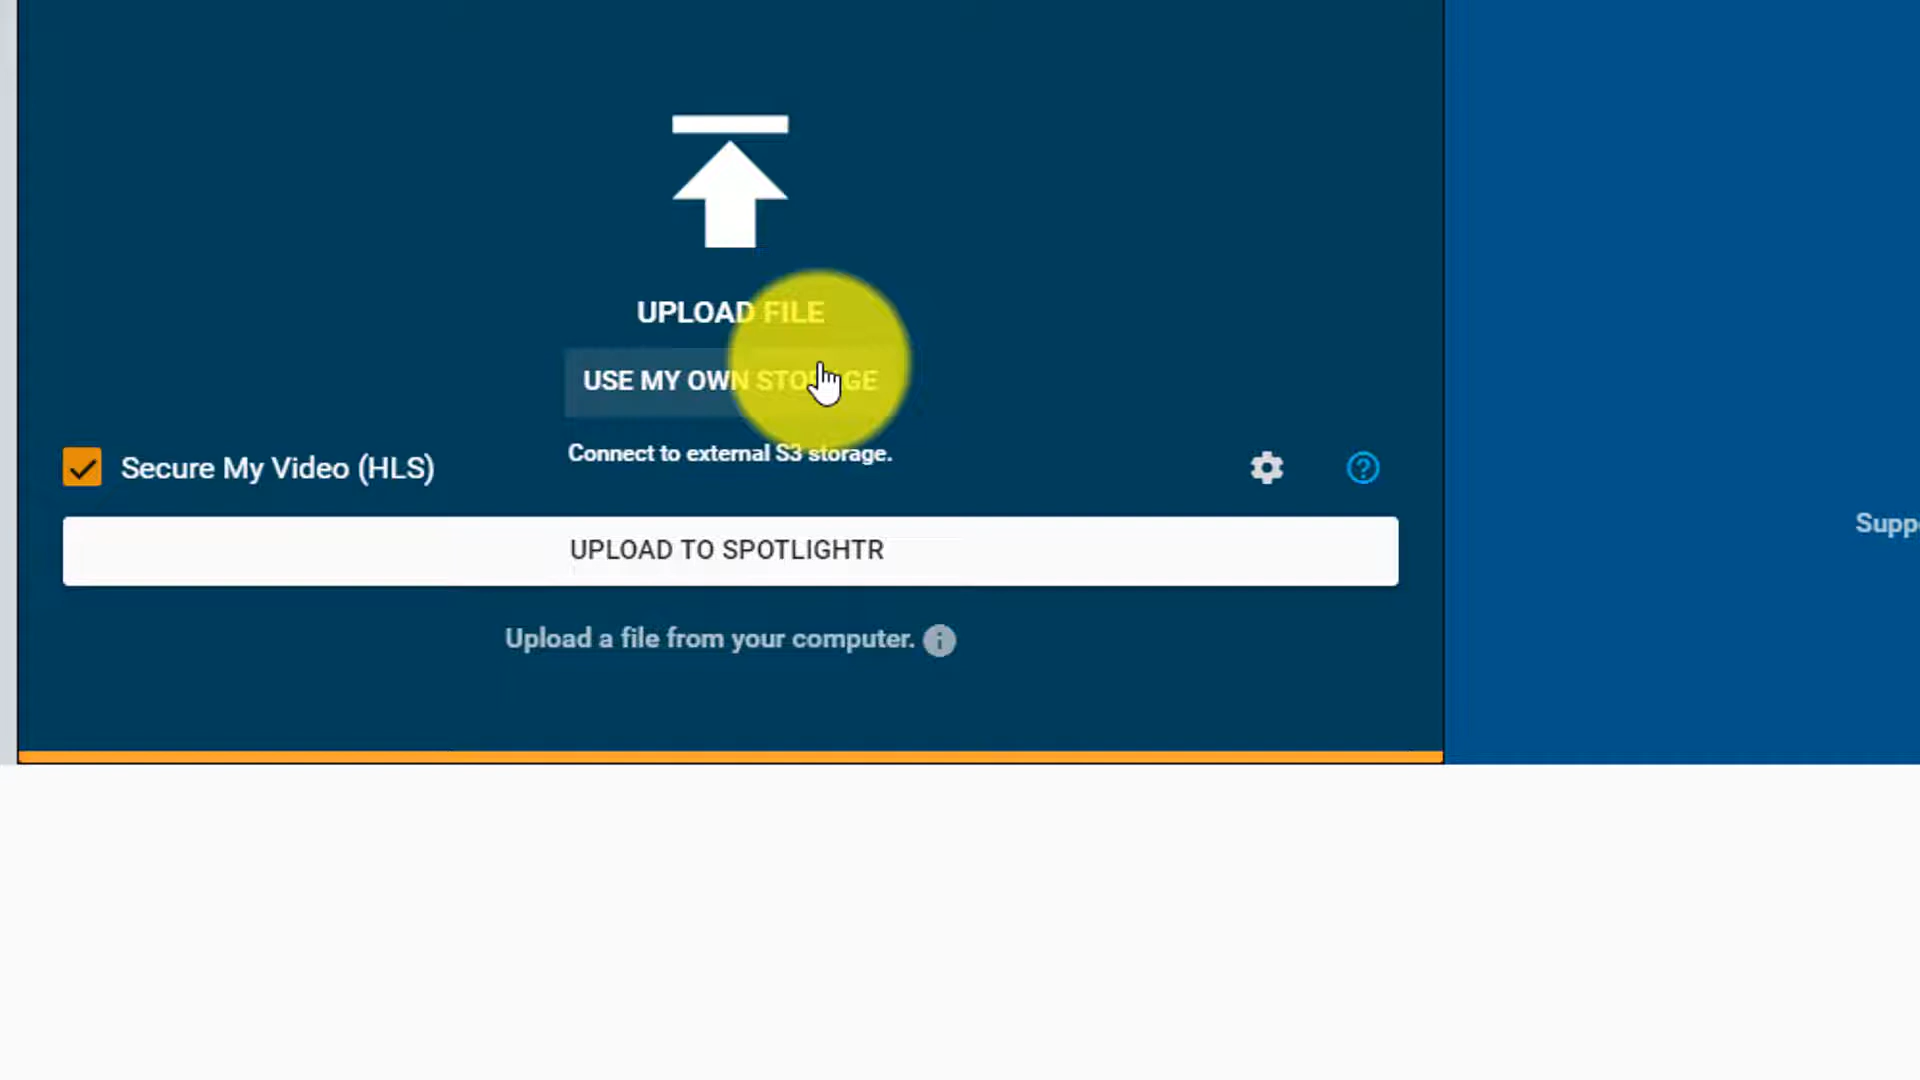 UPLOAD FILE
USE MY OWN STORAGE
Connect to external S3 storage.
Secure My Video (HLS)
UPLOAD TO SPOTLIGHTR
Upload a file from your computer.
Supp